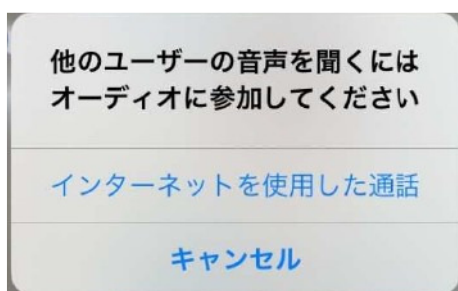 他のユーザーの音声を聞くには
オーディオに参加してください
インターネットを使用した通話
キャンセル